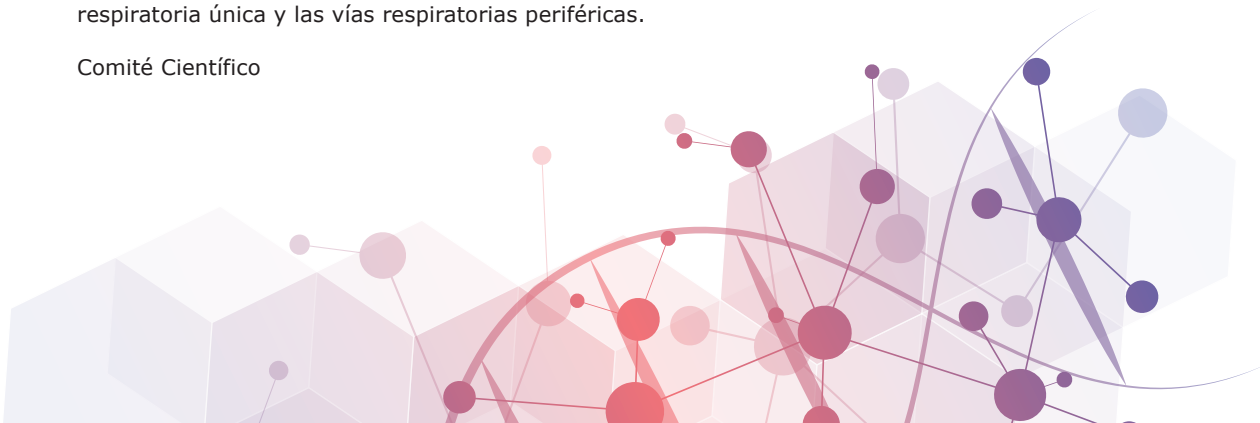 respiratoria única y las vías respiratorias periféricas.
Comité Científico